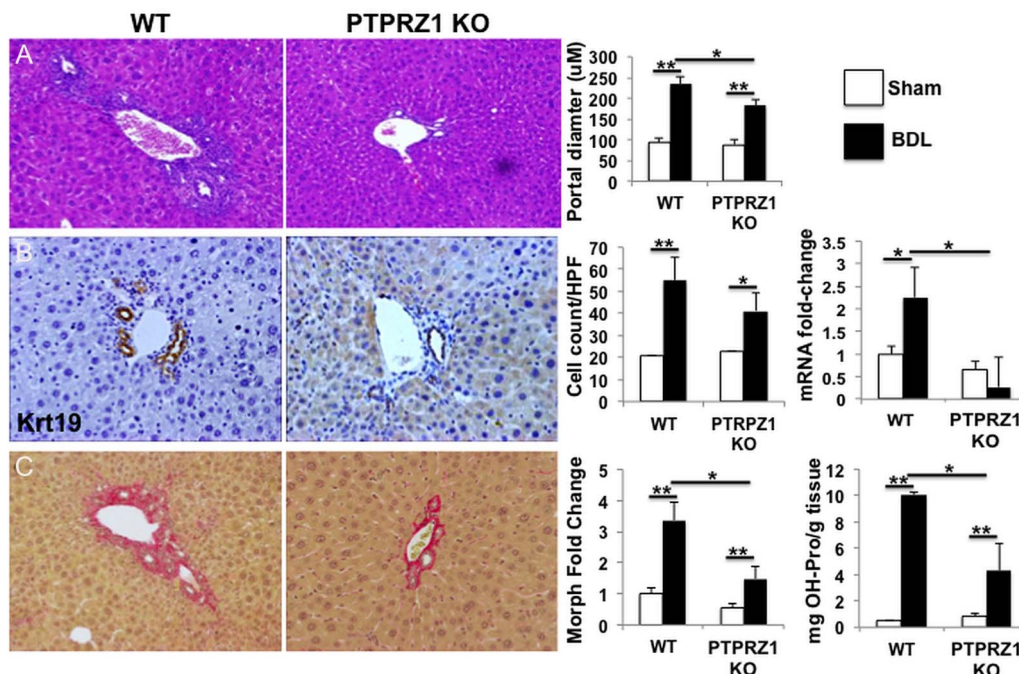 WT
PTPRZ1 KO
A
Portal diamter (uM)
300
250
200
150
100
50
0
**
**
*
WT
PTPRZ1
KO
Sham
BDL
B
Krt19
Cell count/HPF
70
60
50
40
30
20
10
0
**
*
WT
PTRPZ1
KO
mRNA fold-change
3.5
3
2.5
2
1.5
1
0.5
0
*
*
WT
PTPRZ1
KO
C
Morph Fold Change
5
4
3
2
1
0
**
*
**
WT
PTPRZ1
KO
mg OH-Pro/g tissue
12
10
8
6
4
2
0
**
*
**
WT
PTPRZ1
KO